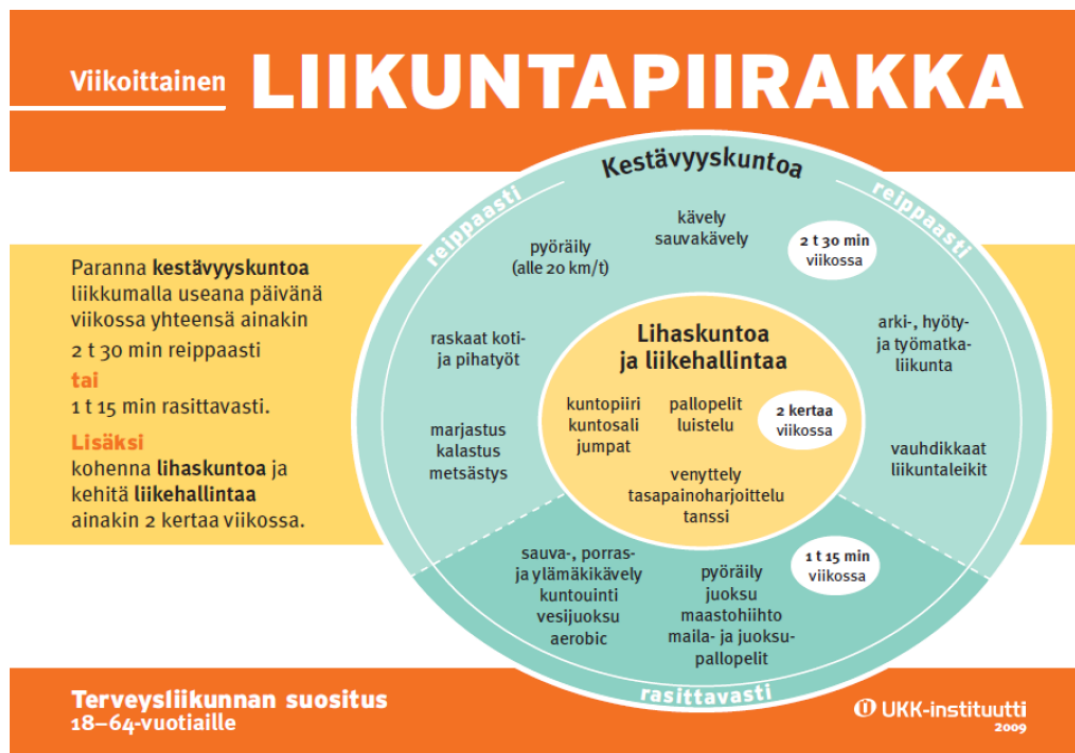 Viikoittainen LIIKUNTAPIIRAKKA
Paranna kestävyyskuntoa
liikkumalla useana päivänä
viikossa yhteensä ainakin
2 t 30 min reippaasti
tai
1 t 15 min rasittavasti.
Lisäksi
kohenna lihaskuntoa ja
kehitä liikehallintaa
ainakin 2 kertaa viikossa.
Kestävyyskuntoa
reippaasti
reippaasti
kävely
sauvakävely
2 t 30 min
viikossa
pyöräily
(alle 20 km/t)
raskaat koti-
ja pihatyöt
arki-, hyöty-
ja työmatka-
liikunta
marjastus
kalastus
metsästys
vauhdikkaat
liikuntaleikit
Lihaskuntoa
ja liikehallintaa
kuntopiiri
kuntosali
jumpat
pallopelit
luistelu
2 kertaa
viikossa
venyttely
tasapainoharjoittelu
tanssi
sauva-, porras-
ja ylämäkikävely
kuntouinti
vesijuoksu
aerobic
pyöräily
juoksu
maastohiihto
maila- ja juoksu-
pallopelit
1 t 15 min
viikossa
rasittavasti
Terveysliikunnan suositus
18–64-vuotiaille
UKK-instituutti
2009